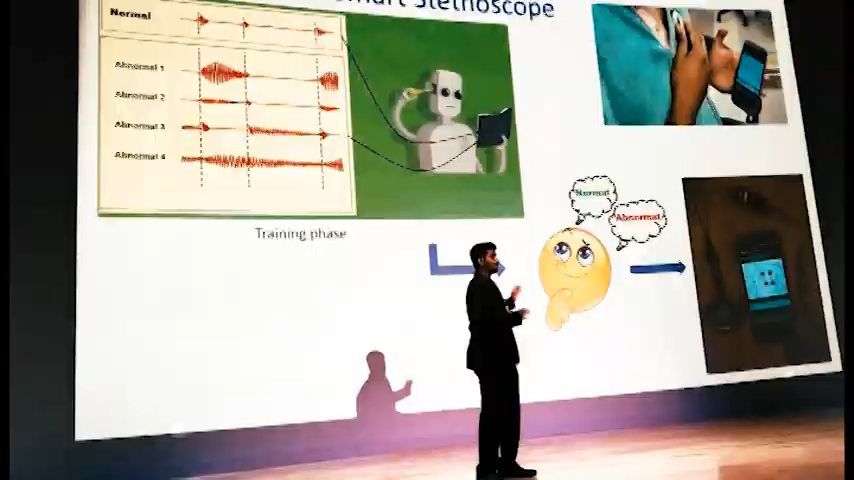 Smart Stethoscope
Normal
Abnormal 1
Abnormal 2
Abnormal 3
Abnormal 4
Training phase
Normal
Abnormal